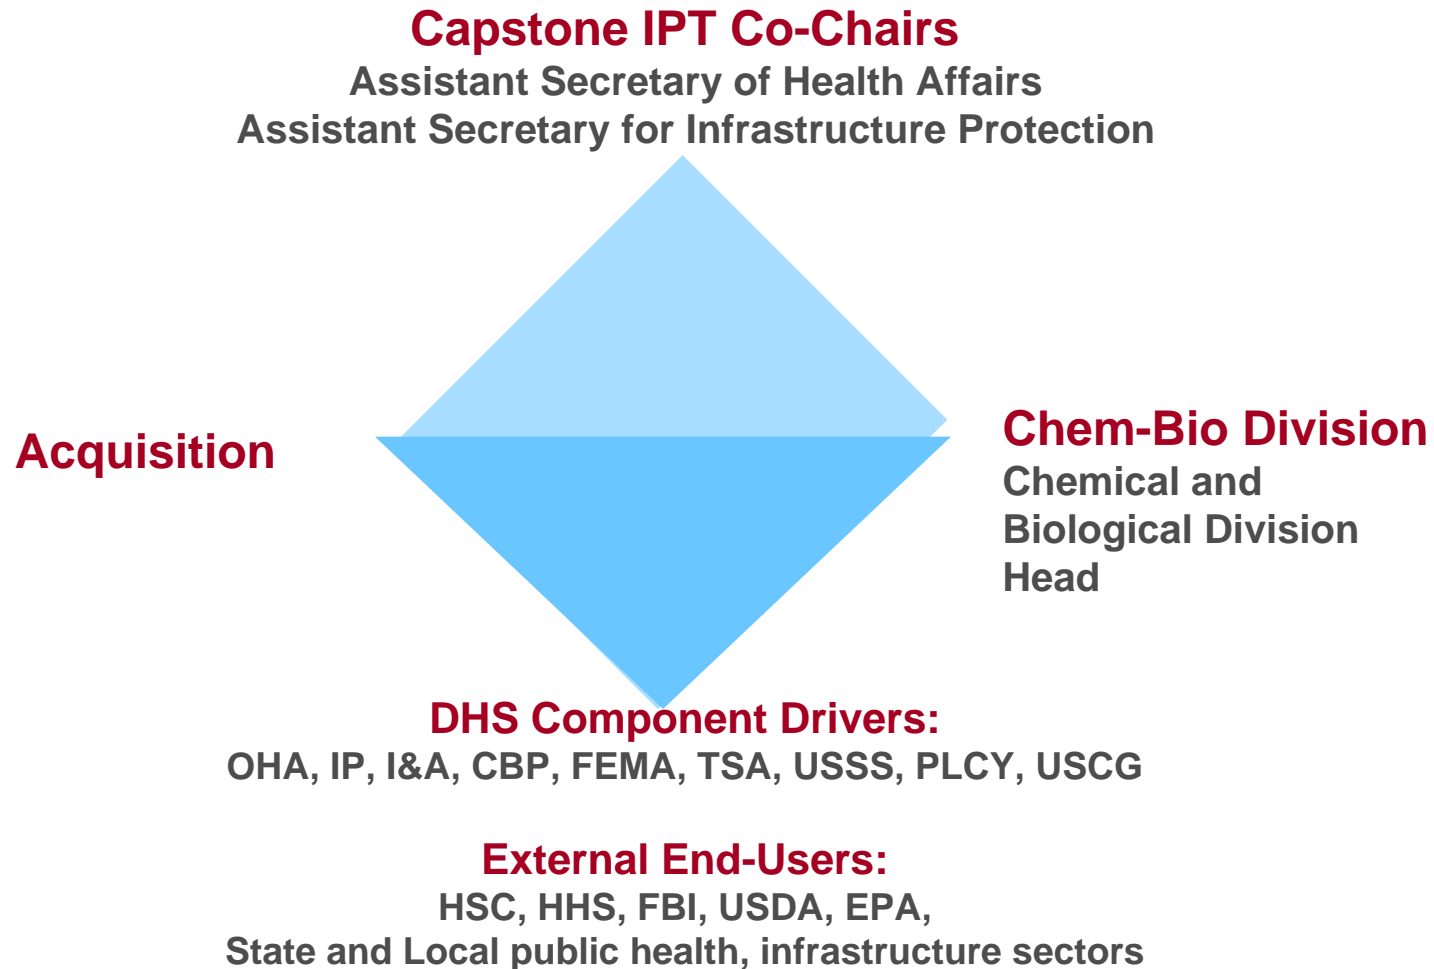 Capstone IPT Co-Chairs
Assistant Secretary of Health Affairs
Assistant Secretary for Infrastructure Protection
Acquisition
Chem-Bio Division
Chemical and
Biological Division
Head
DHS Component Drivers:
OHA, IP, I&A, CBP, FEMA, TSA, USSS, PLCY, USCG
External End-Users:
HSC, HHS, FBI, USDA, EPA,
State and Local public health, infrastructure sectors